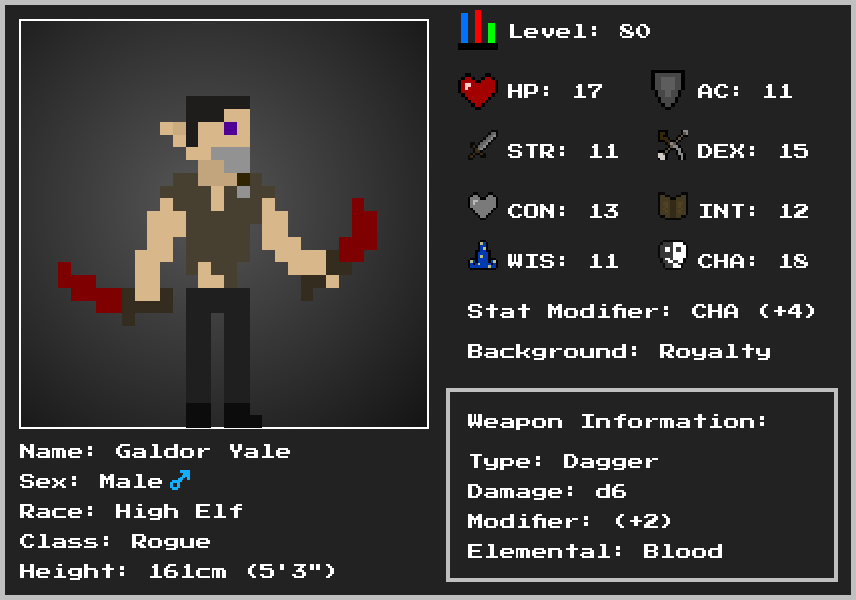 Level: 80
HP: 17 AC: 11
STR: 11 DEX: 15
CON: 13 INT: 12
WIS: 11 CHA: 18
Stat Modifier: CHA (+4)
Background: Royalty
Weapon Information:
Type: Dagger
Damage: d6
Modifier: (+2)
Elemental: Blood
Name: Galdor Yale
Sex: Male ♂
Race: High Elf
Class: Rogue
Height: 161cm (5'3")